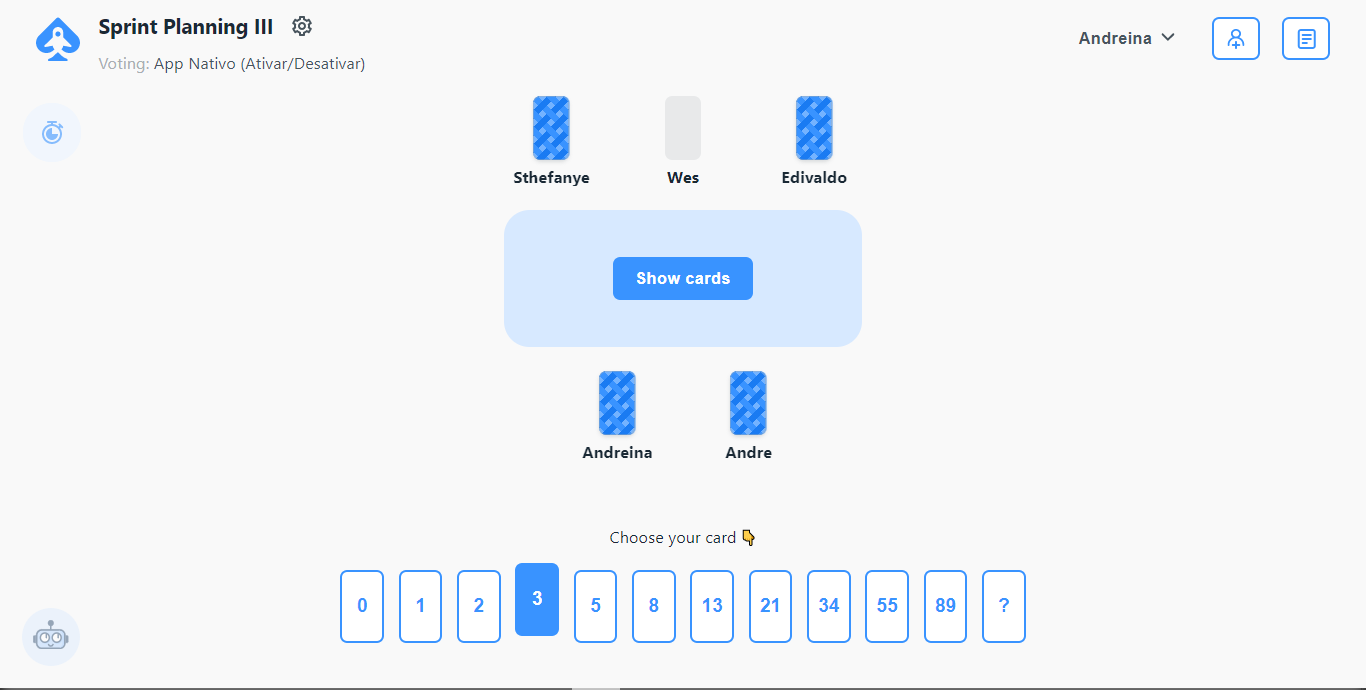 Sprint Planning III
Andreina
Voting: App Nativo (Ativar/Desativar)
Sthefanye Wes Edivaldo
Show cards
Andreina Andre
Choose your card 👇
0 1 2 3 5 8 13 21 34 55 89 ?